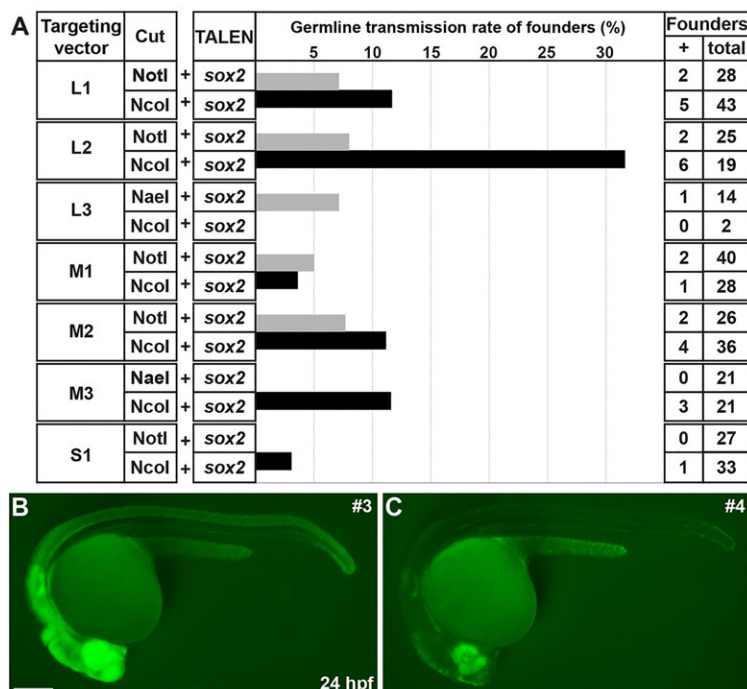 A
Targeting vector Cut TALEN Germline transmission rate of founders (%) Founders
5 10 15 20 25 30 + total
L1 NotI + sox2 2 28
NcoI + sox2 5 43
L2 NotI + sox2 2 25
NcoI + sox2 6 19
L3 NaeI + sox2 1 14
NcoI + sox2 0 2
M1 NotI + sox2 2 40
NcoI + sox2 1 28
M2 NotI + sox2 2 26
NcoI + sox2 4 36
M3 NaeI + sox2 0 21
NcoI + sox2 3 21
S1 NotI + sox2 0 27
NcoI + sox2 1 33
B #3 C #4
24 hpf